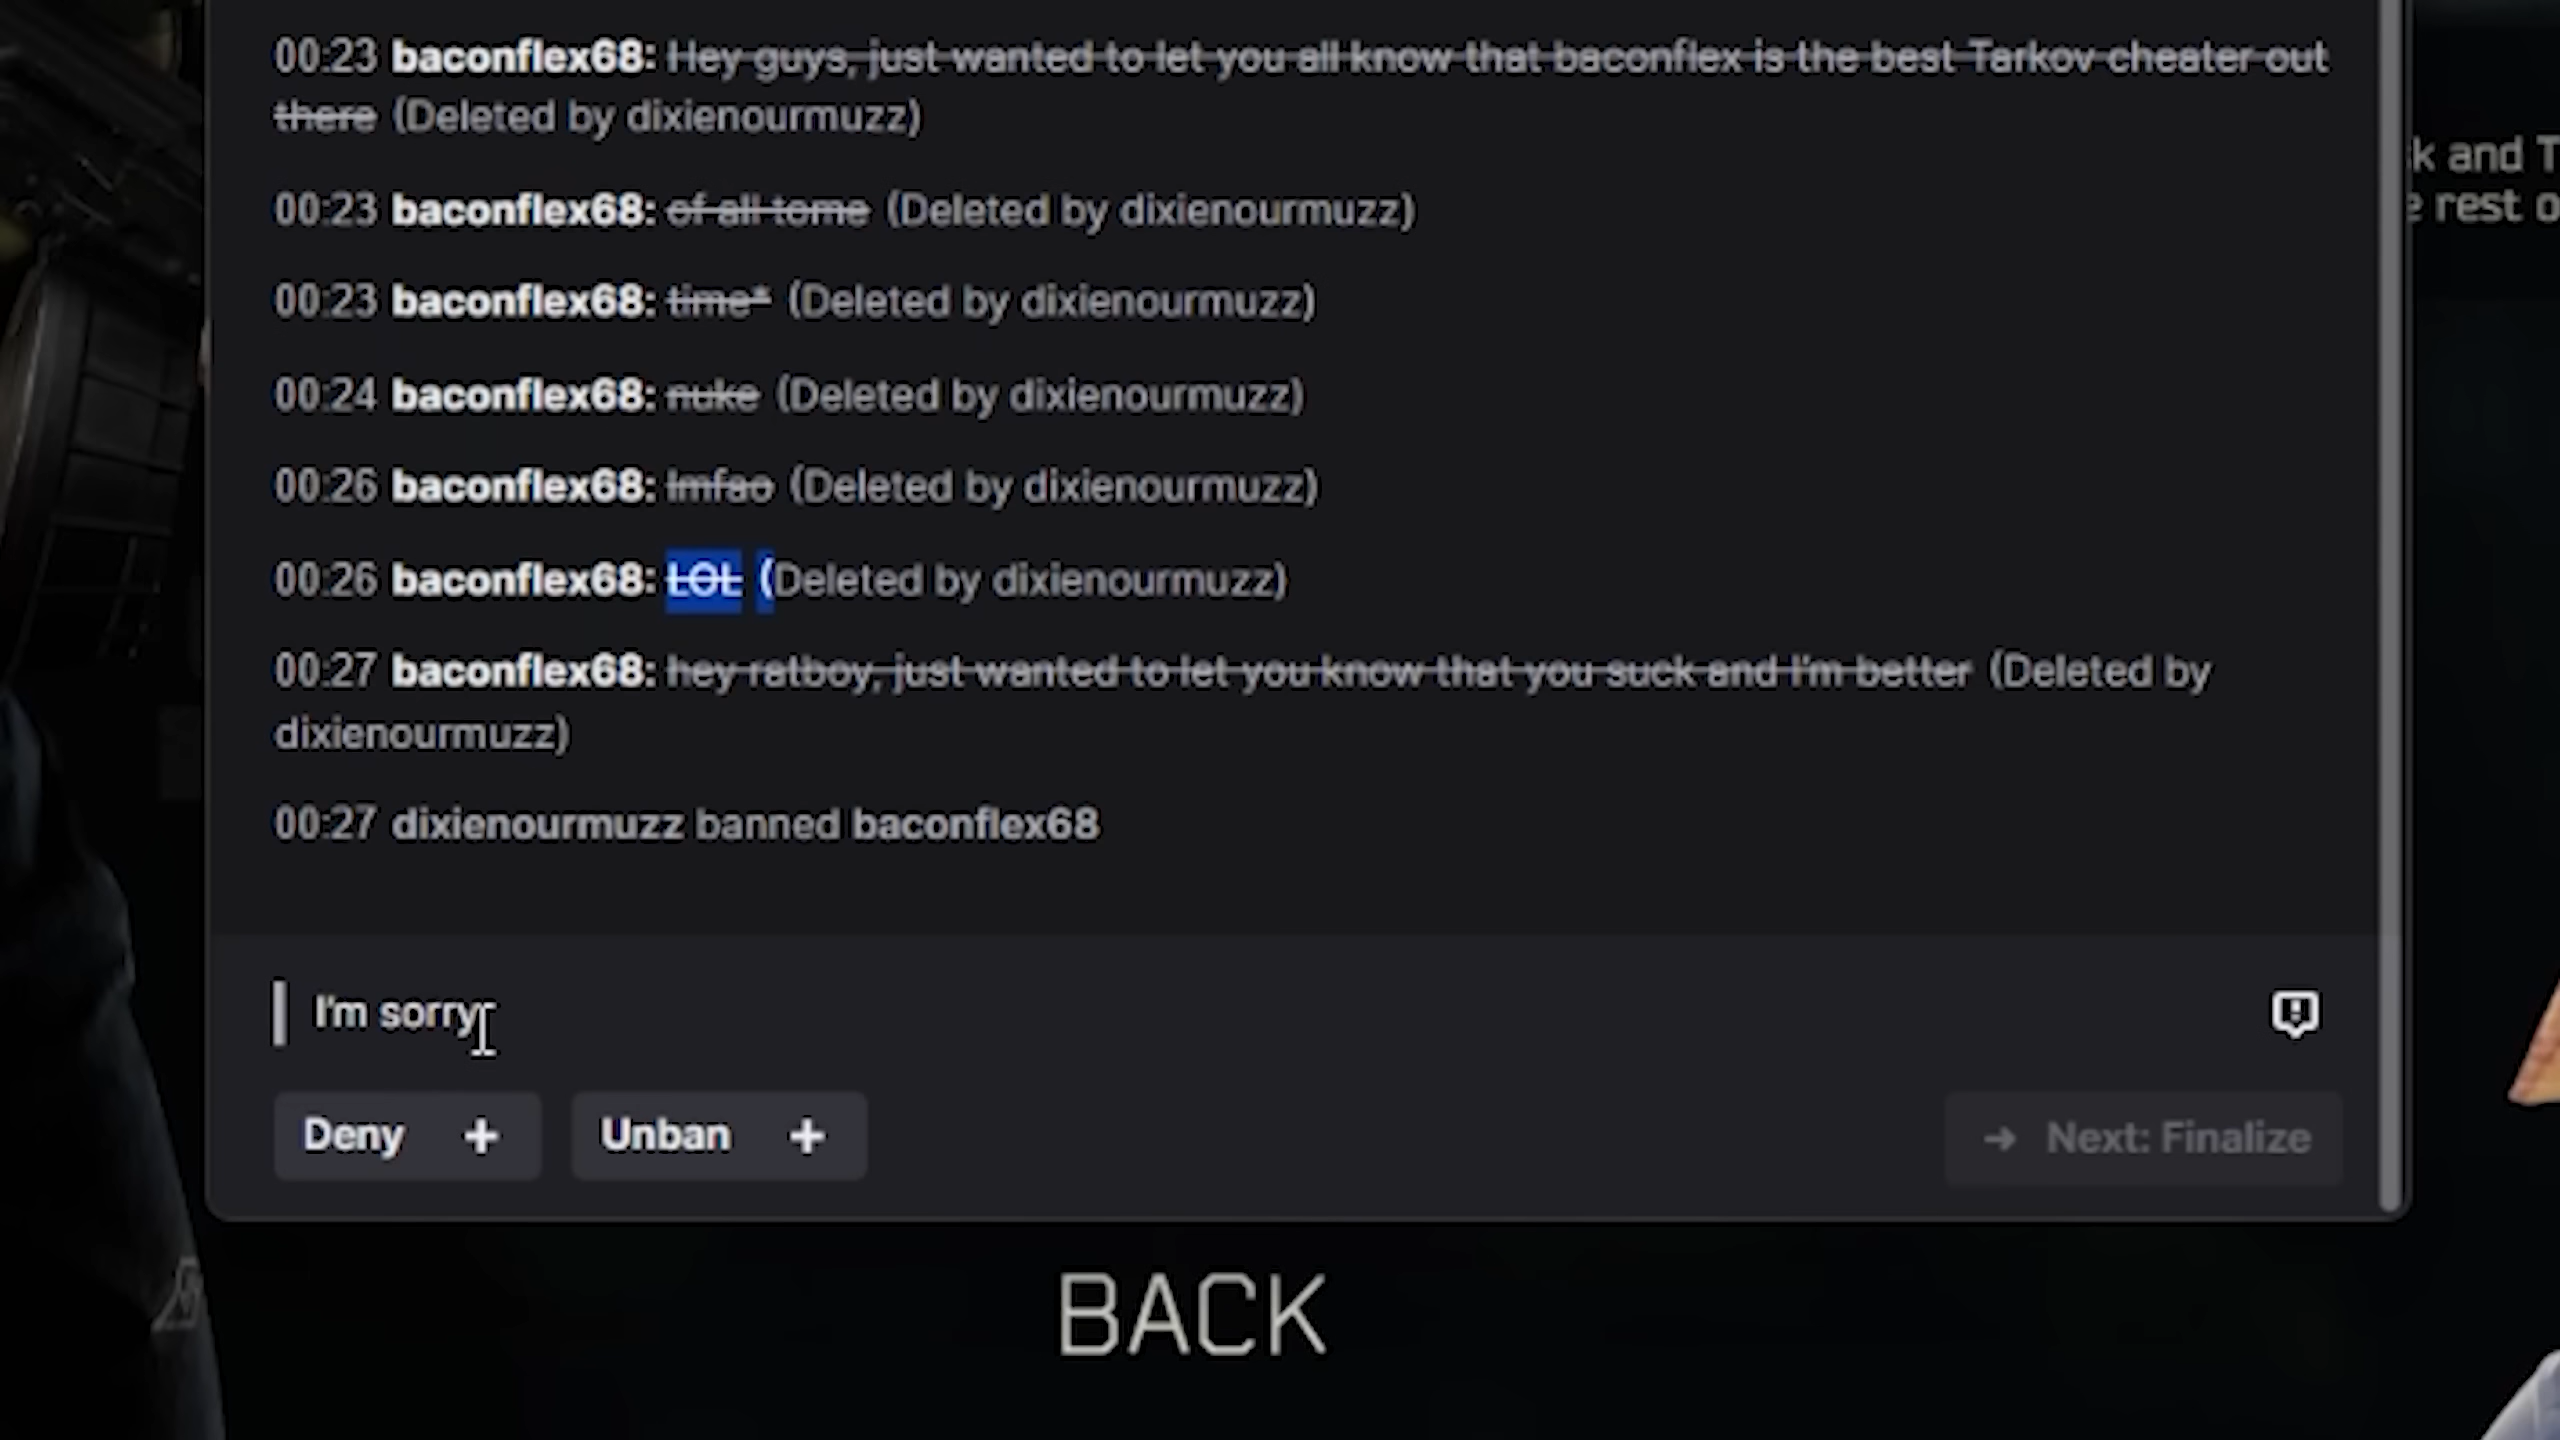 00:23 baconflex68: Hey guys, just wanted to let you all know that baconflex is the best Tarkov cheater out
there (Deleted by dixienourmuzz)
k and T
e rest o
00:23 baconflex68: of all tome (Deleted by dixienourmuzz)
00:23 baconflex68: time* (Deleted by dixienourmuzz)
00:24 baconflex68: nuke (Deleted by dixienourmuzz)
00:26 baconflex68: lmfao (Deleted by dixienourmuzz)
00:26 baconflex68: LOL (Deleted by dixienourmuzz)
00:27 baconflex68: hey ratboy, just wanted to let you know that you suck and I'm better (Deleted by
dixienourmuzz)
00:27 dixienourmuzz banned baconflex68
I'm sorry
Deny + Unban + → Next: Finalize
BACK